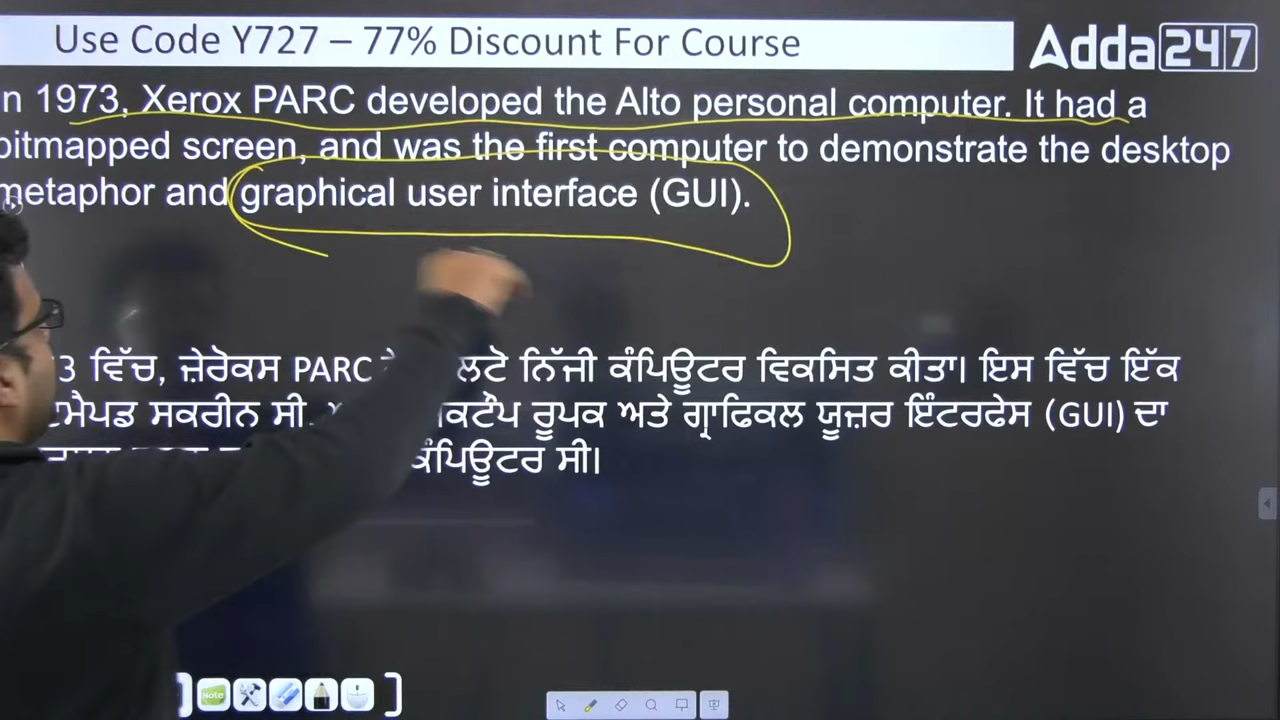 Use Code Y727 – 77% Discount For Course
Adda247
n 1973, Xerox PARC developed the Alto personal computer. It had a
bitmapped screen, and was the first computer to demonstrate the desktop
metaphor and graphical user interface (GUI).
3 ਵਿੱਚ, ਜ਼ੇਰੋਕਸ PARC ਲਟੋ ਨਿੱਜੀ ਕੰਪਿਊਟਰ ਵਿਕਸਿਤ ਕੀਤਾ। ਇਸ ਵਿੱਚ ਇੱਕ
ਟਮੈਪਡ ਸਕਰੀਨ ਸੀ ਕਟੌਪ ਰੂਪਕ ਅਤੇ ਗ੍ਰਾਫਿਕਲ ਯੂਜ਼ਰ ਇੰਟਰਫੇਸ (GUI) ਦਾ
ਕੰਪਿਊਟਰ ਸੀ।
Note